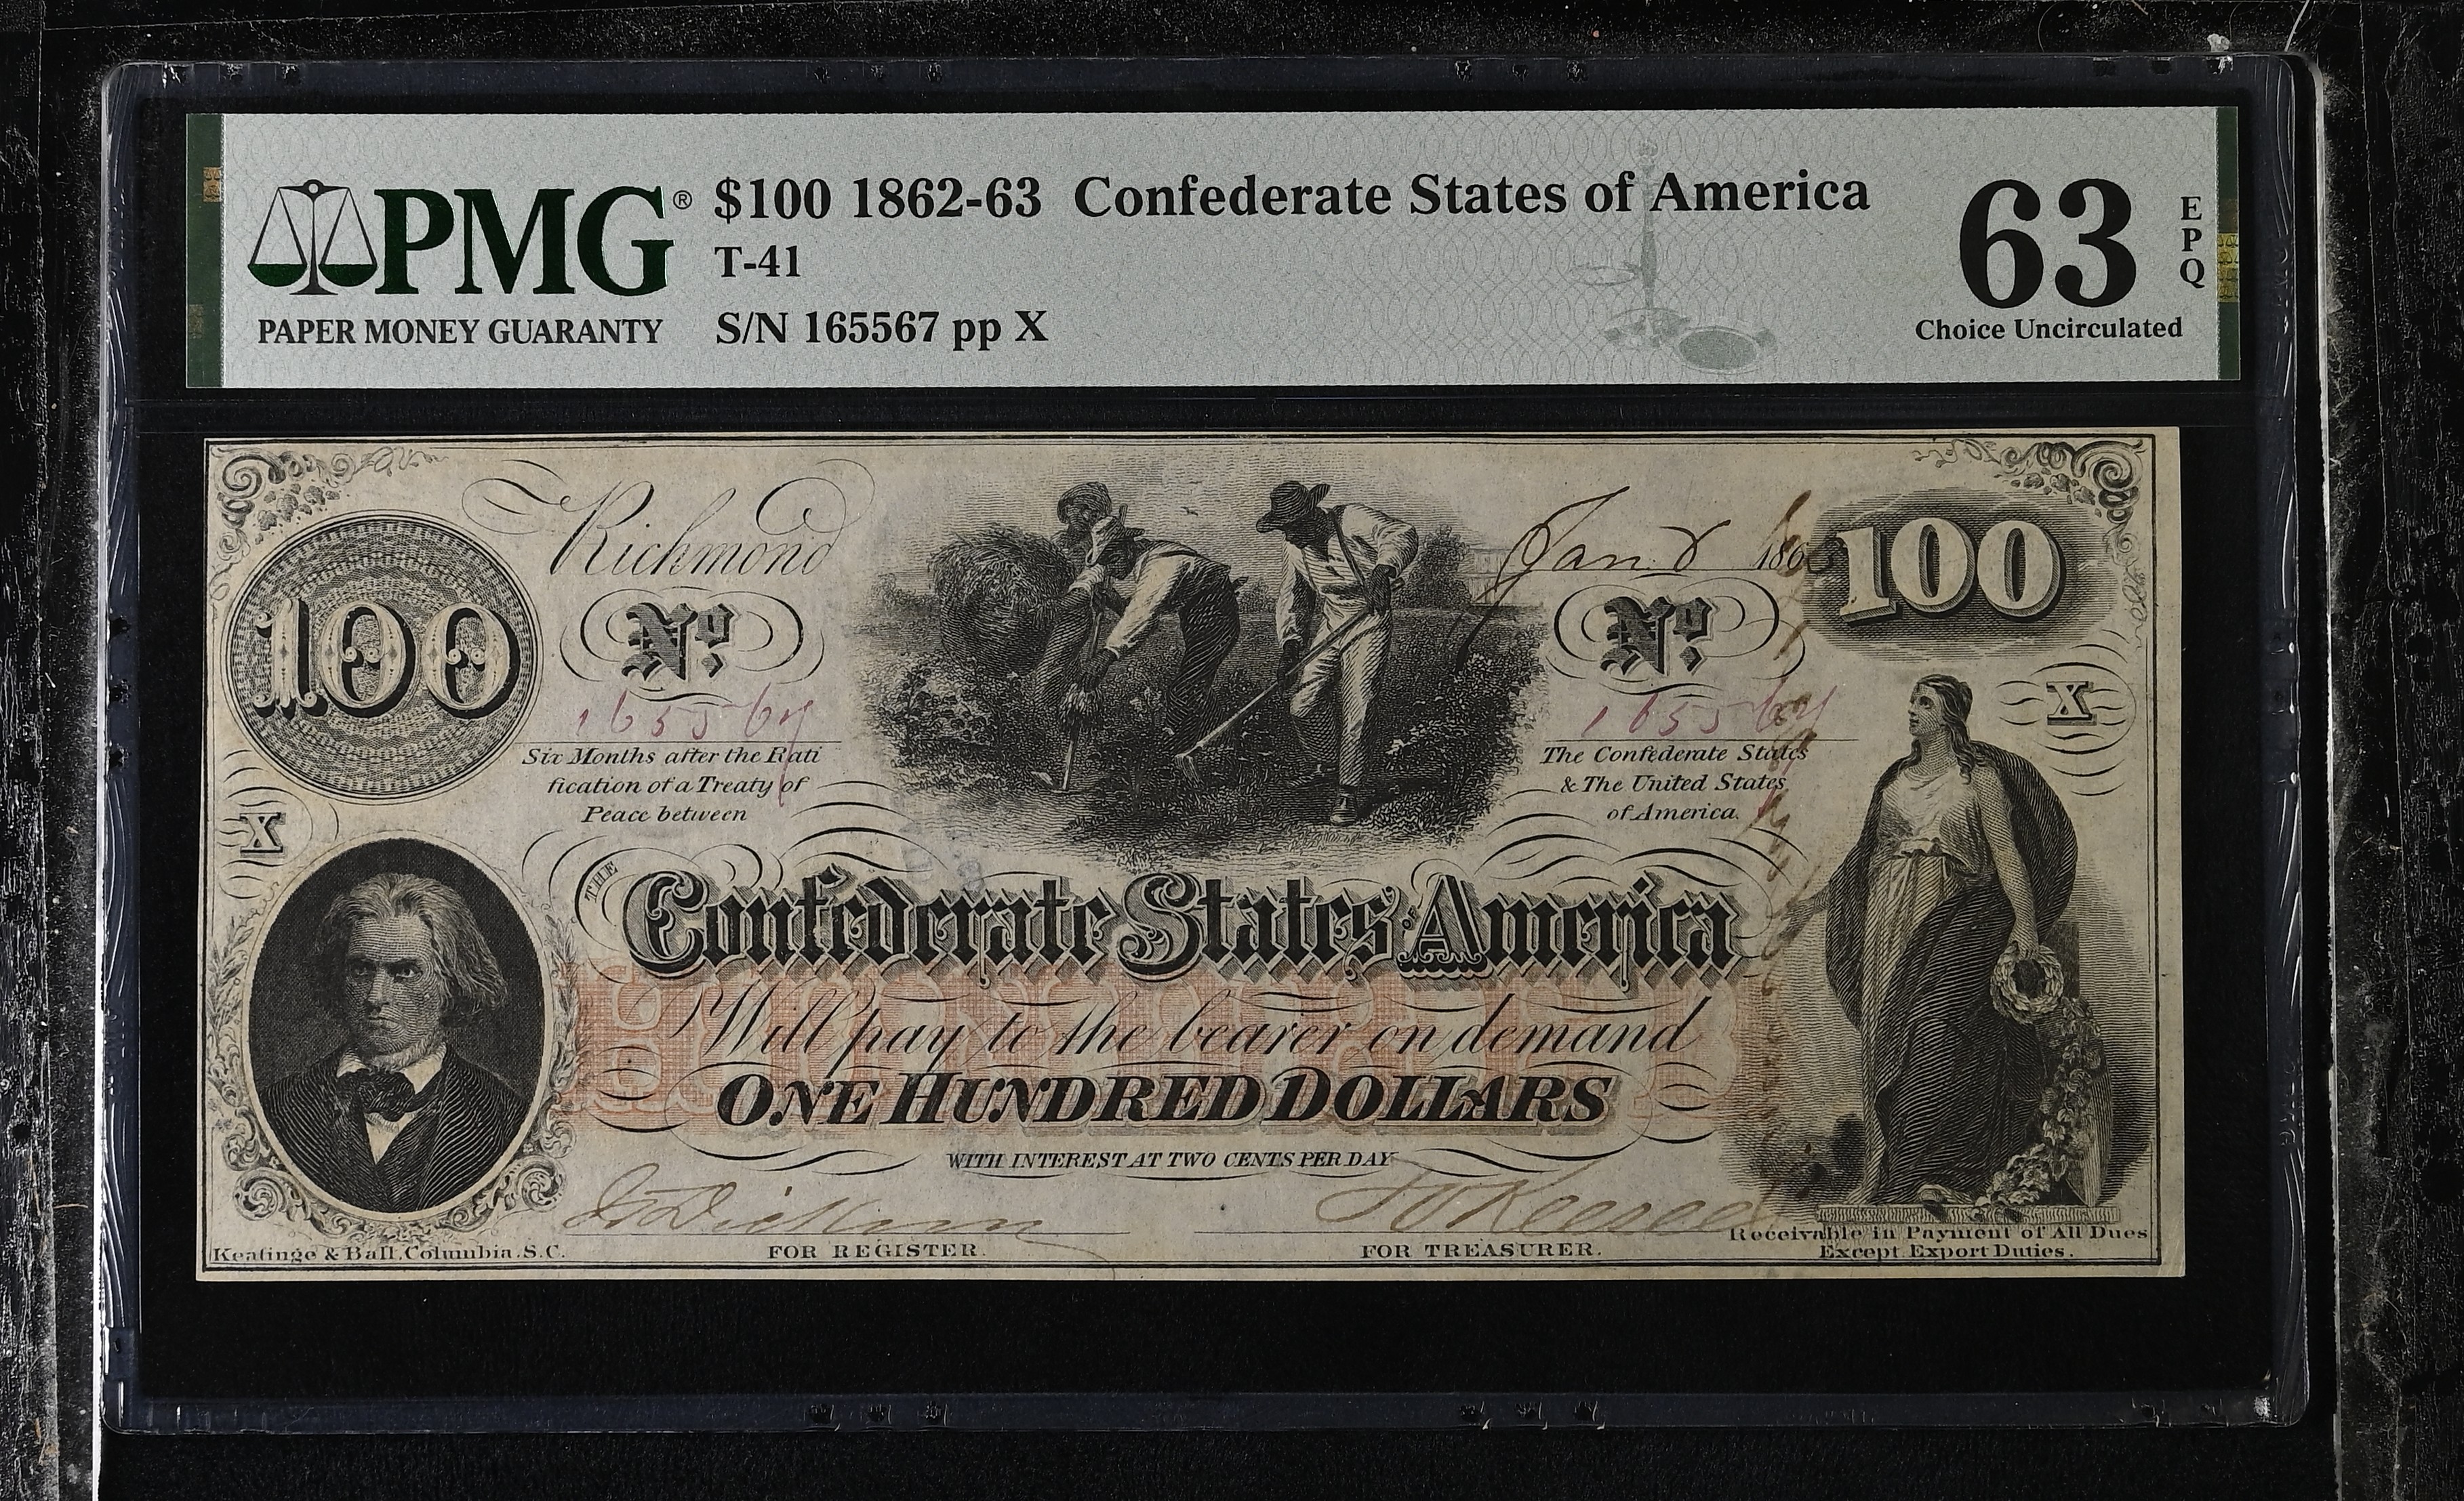 PMG®
PAPER MONEY GUARANTY
$100 1862-63 Confederate States of America
T-41
S/N 165567 pp X
63
EPQ
Choice Uncirculated
Richmond
Jan 8 186
100
100
No.
No.
165567
165567
Six Months after the Rati
fication of a Treaty of
Peace between
The Confederate States
& The United States
of America.
X
X
THE
Confederate States America
Will pay to the bearer on demand
ONE HUNDRED DOLLARS
WITH INTEREST AT TWO CENTS PER DAY
Keatinge & Ball, Columbia, S.C.
FOR REGISTER.
FOR TREASURER.
Receivable in Payment of All Dues
Except Export Duties.